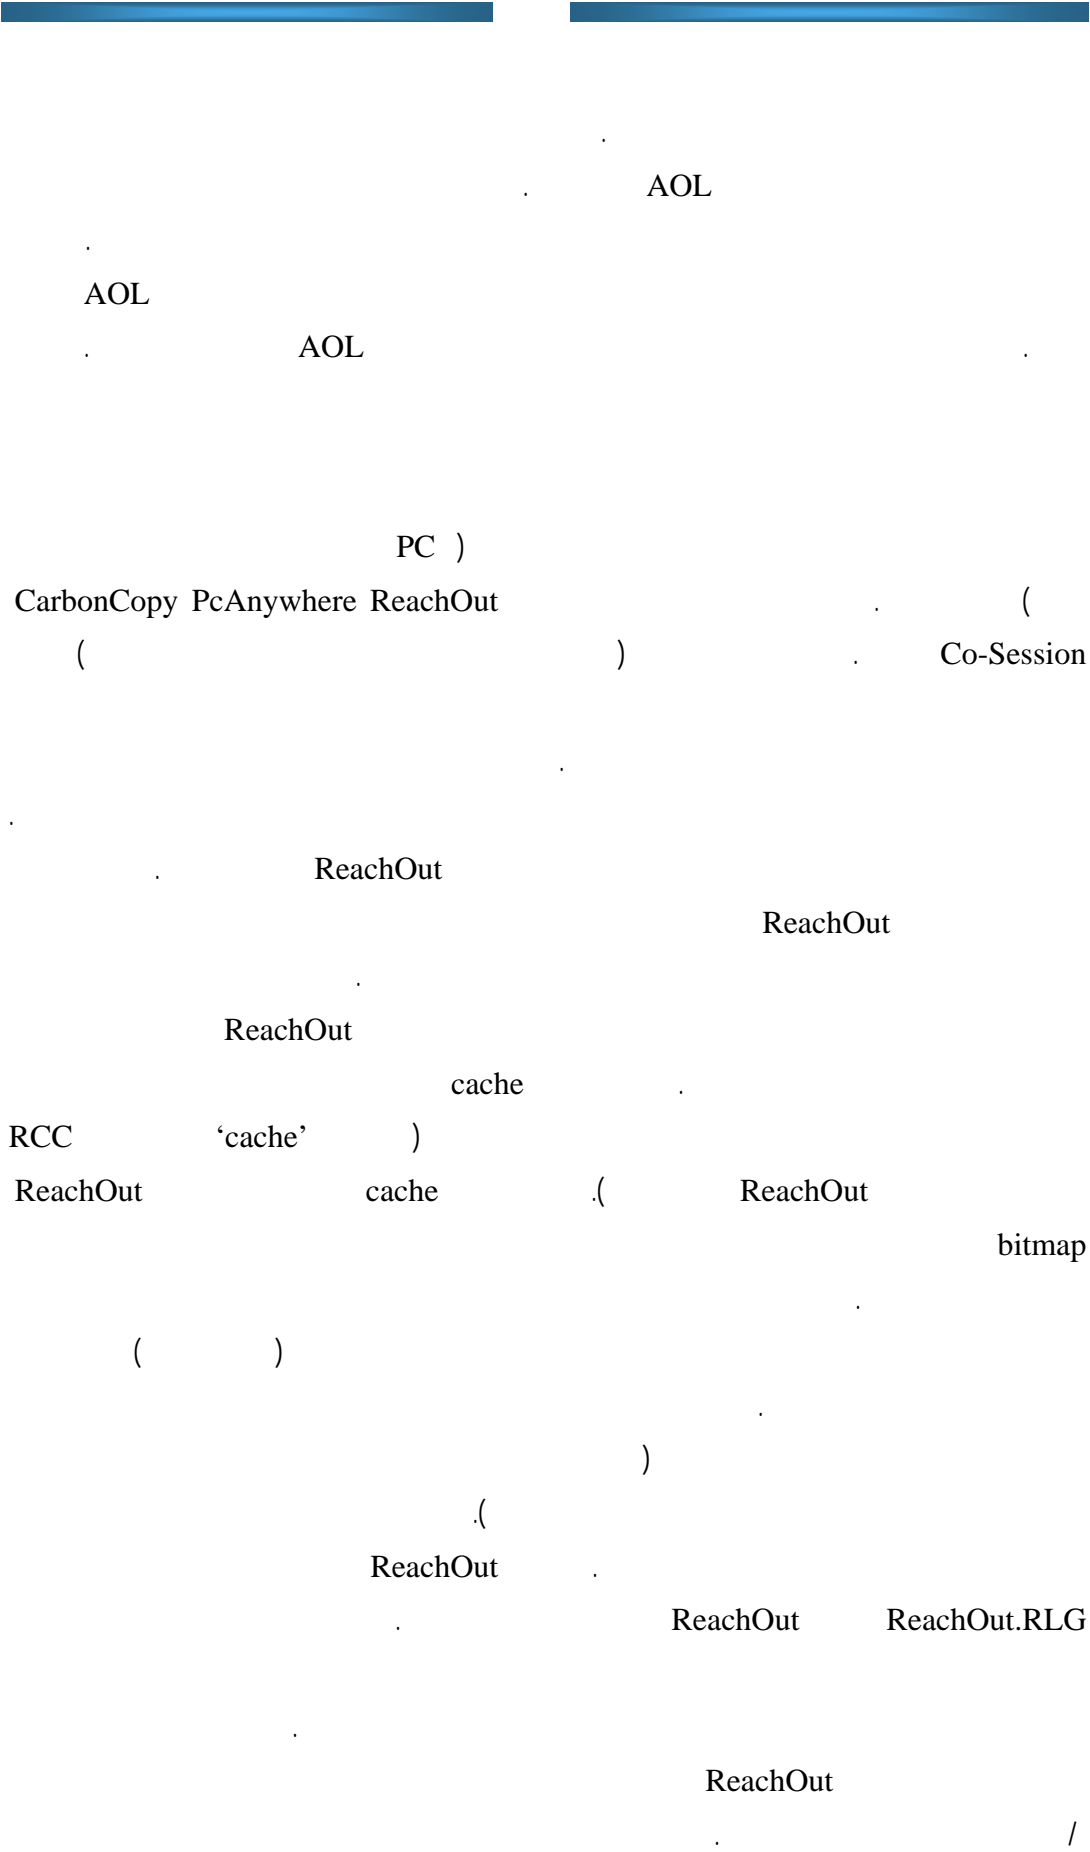 .
. AOL
.
AOL
. AOL .
PC )
CarbonCopy PcAnywhere ReachOut . (
( ) . Co-Session
.
.
. ReachOut
ReachOut
.
ReachOut
cache .
RCC ‘cache’ )
ReachOut cache .( ReachOut
bitmap
.
( )
.
)
.(
ReachOut .
. ReachOut ReachOut.RLG
.
ReachOut
. /